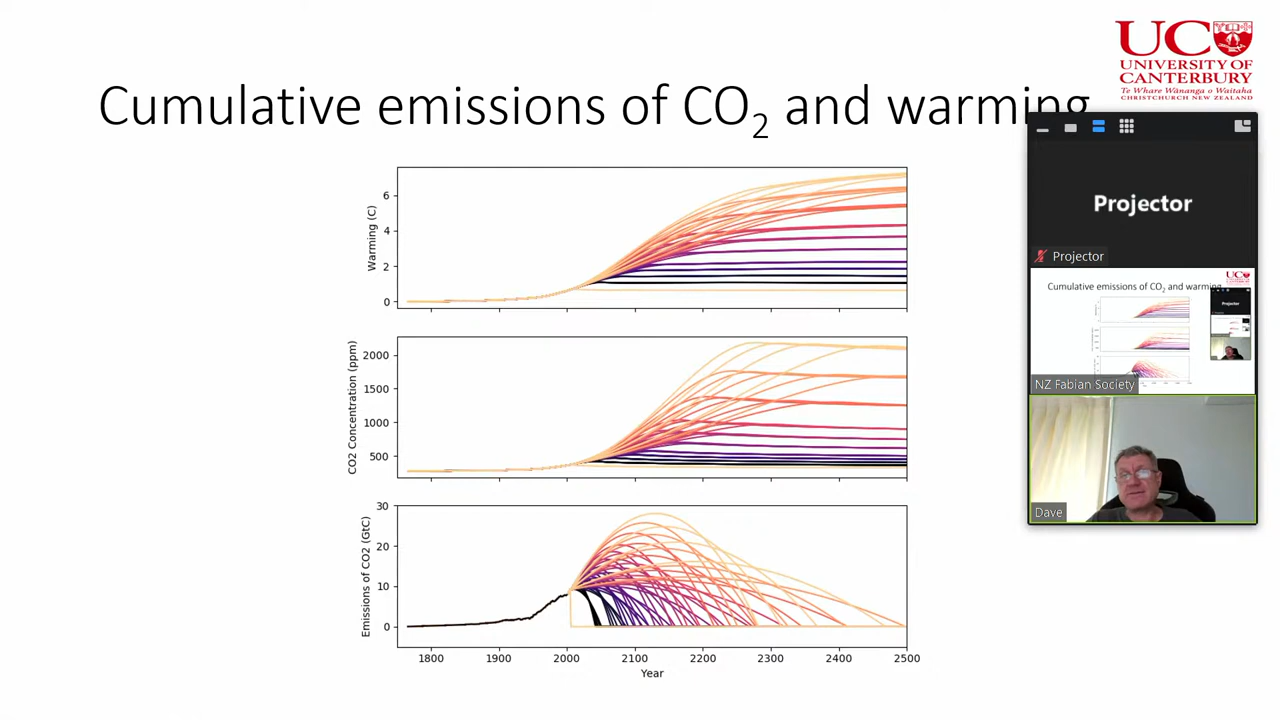 UC
UNIVERSITY OF
CANTERBURY
Te Whare Wānanga o Waitaha
CHRISTCHURCH NEW ZEALAND
Cumulative emissions of CO2 and warming
Warming (C)
6
4
2
0
CO2 Concentration (ppm)
2000
1500
1000
500
Emissions of CO2 (GtC)
30
20
10
0
1800 1900 2000 2100 2200 2300 2400 2500
Year
Projector
Projector
Cumulative emissions of CO2 and warming
Projector
NZ Fabian Society
Dave